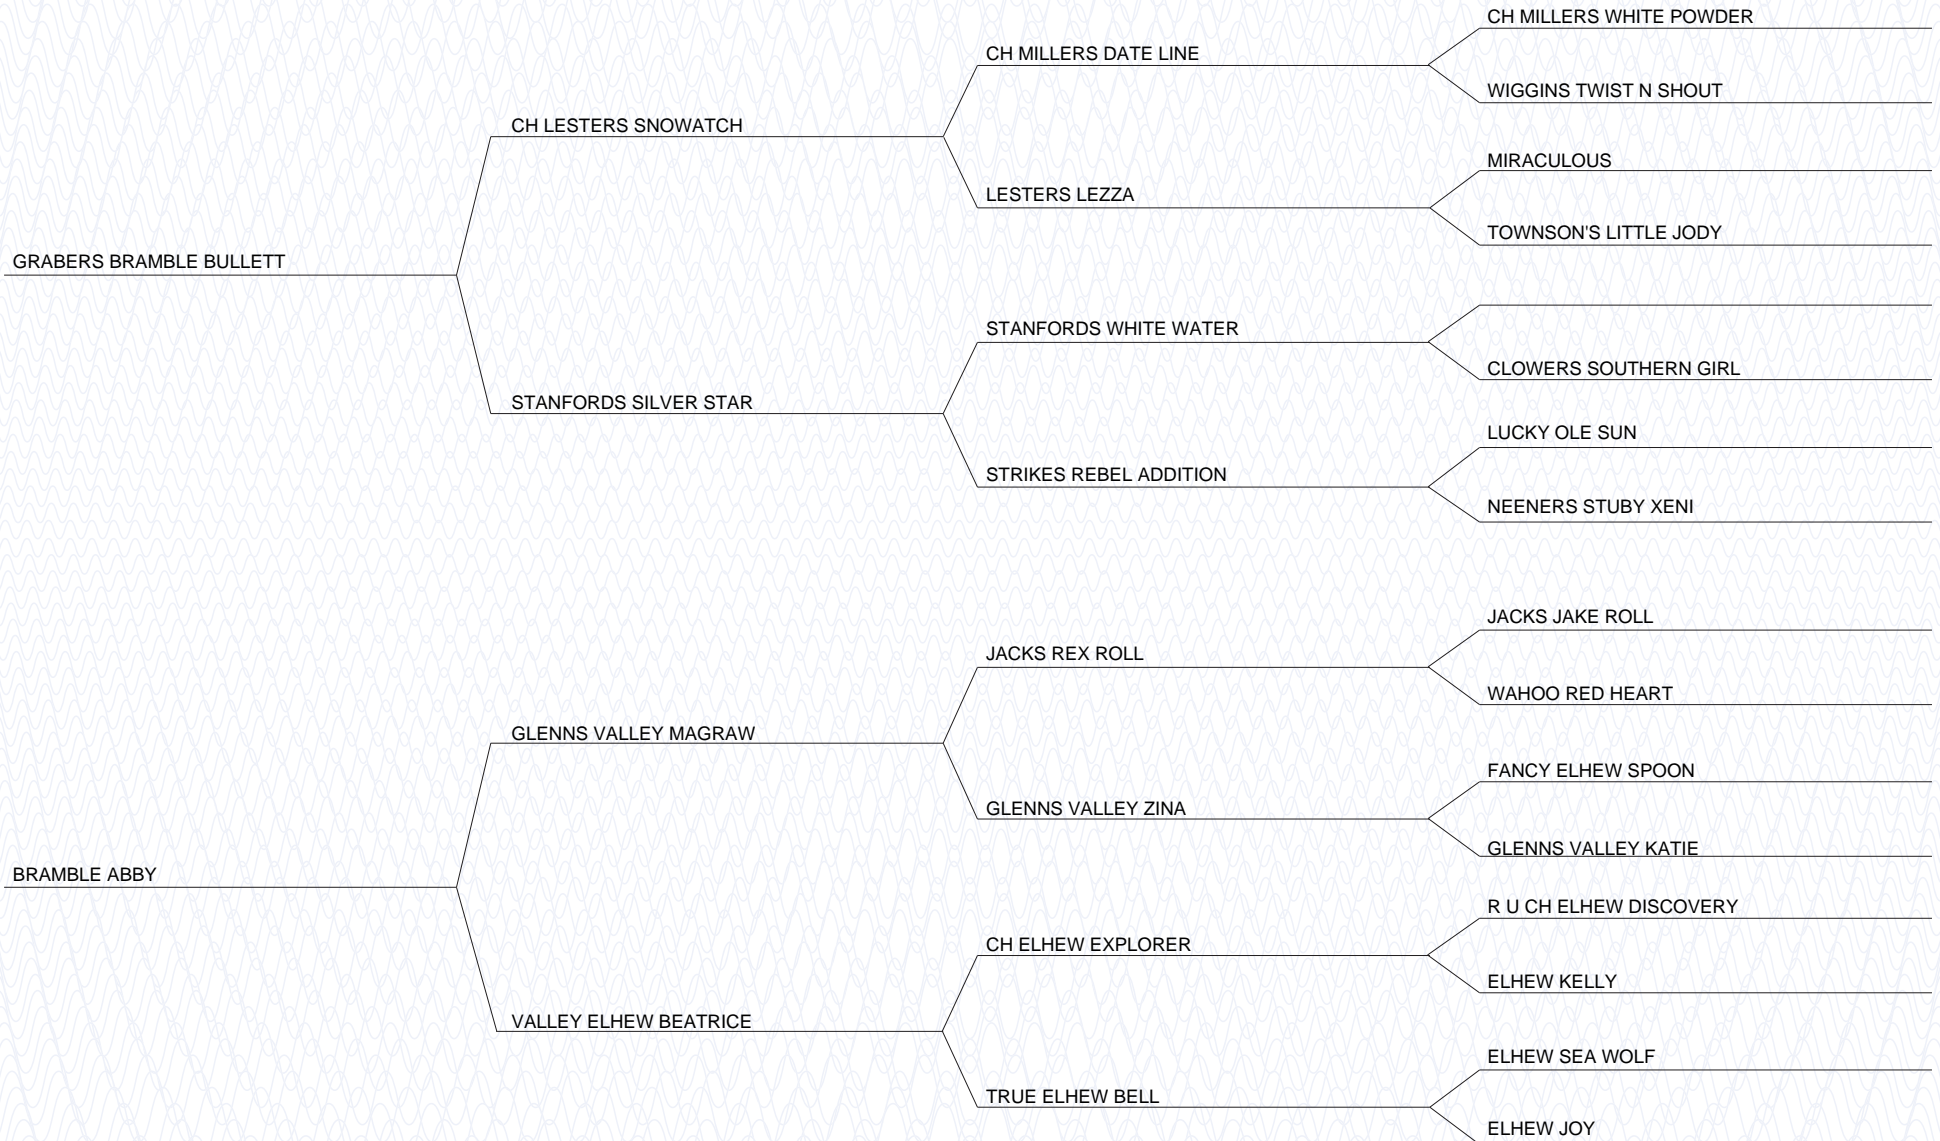 CH MILLERS WHITE POWDER
CH MILLERS DATE LINE
WIGGINS TWIST N SHOUT
CH LESTERS SNOWATCH
MIRACULOUS
LESTERS LEZZA
TOWNSON'S LITTLE JODY
GRABERS BRAMBLE BULLETT
STANFORDS WHITE WATER
CLOWERS SOUTHERN GIRL
STANFORDS SILVER STAR
LUCKY OLE SUN
STRIKES REBEL ADDITION
NEENERS STUBY XENI
JACKS JAKE ROLL
JACKS REX ROLL
WAHOO RED HEART
GLENNS VALLEY MAGRAW
FANCY ELHEW SPOON
GLENNS VALLEY ZINA
GLENNS VALLEY KATIE
BRAMBLE ABBY
R U CH ELHEW DISCOVERY
CH ELHEW EXPLORER
ELHEW KELLY
VALLEY ELHEW BEATRICE
ELHEW SEA WOLF
TRUE ELHEW BELL
ELHEW JOY